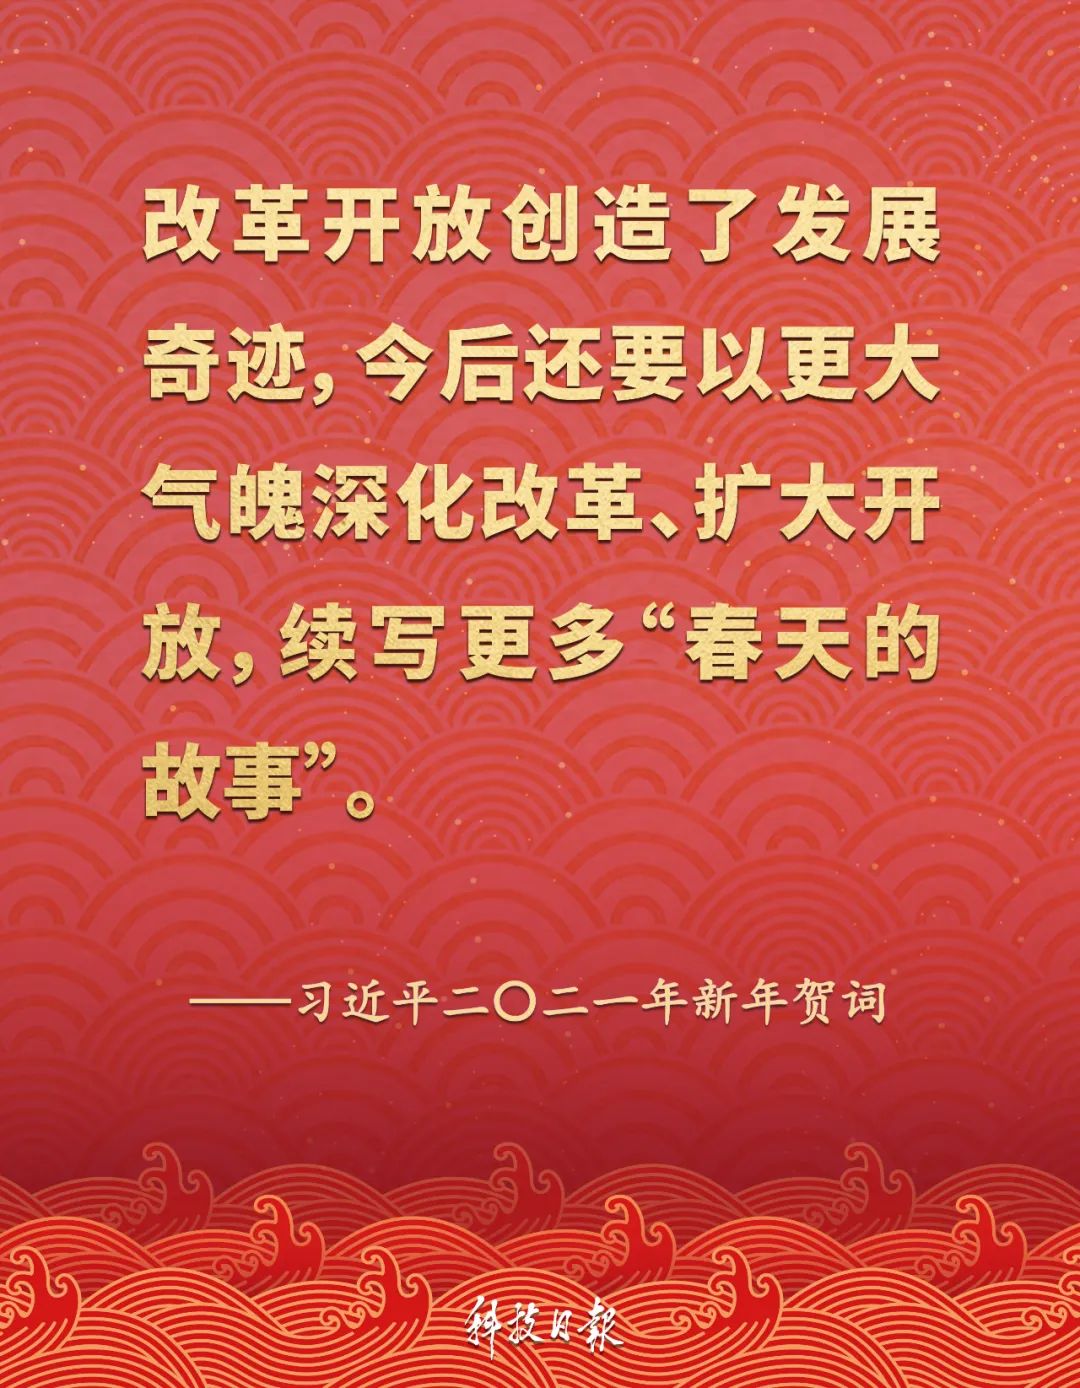 改革开放创造了发展
奇迹，今后还要以更大
气魄深化改革、扩大开
放，续写更多“春天的
故事”。
——习近平二〇二一年新年贺词
科技日报